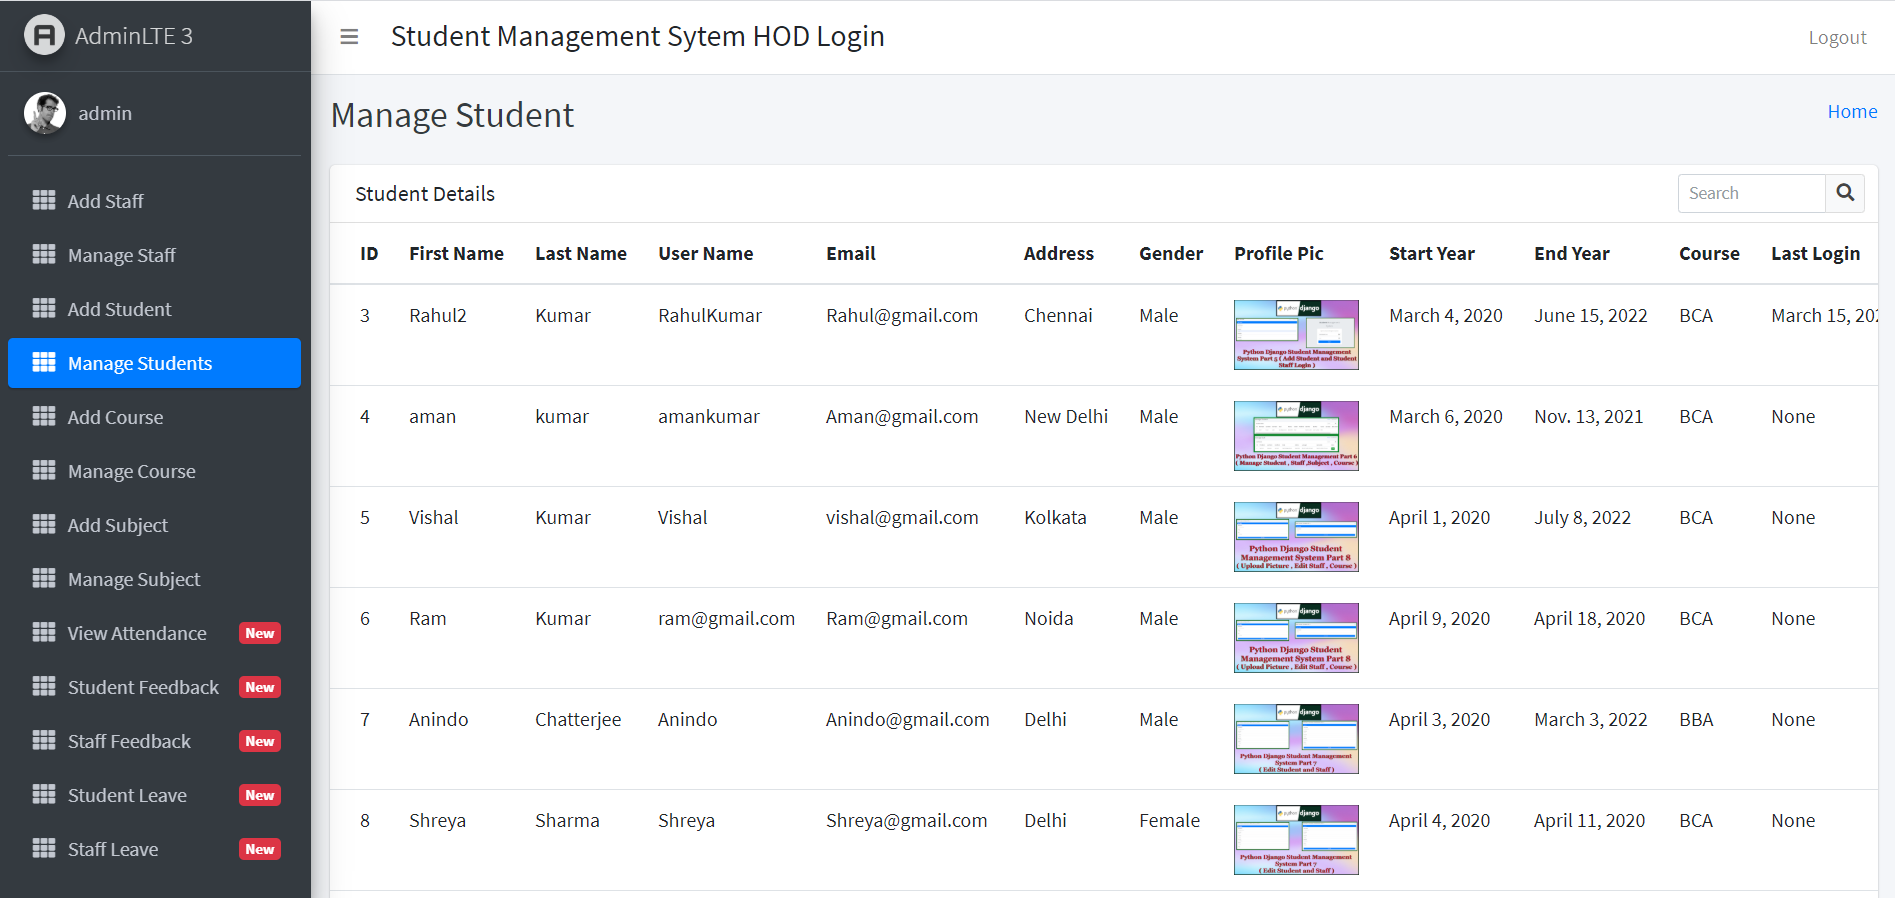 AdminLTE 3
Student Management Sytem HOD Login
Logout
admin
Manage Student
Home
Add Staff
Manage Staff
Add Student
Manage Students
Add Course
Manage Course
Add Subject
Manage Subject
View Attendance New
Student Feedback New
Staff Feedback New
Student Leave New
Staff Leave New
Student Details
Search
ID First Name Last Name User Name Email Address Gender Profile Pic Start Year End Year Course Last Login
3 Rahul2 Kumar RahulKumar Rahul@gmail.com Chennai Male March 4, 2020 June 15, 2022 BCA March 15,
python django
Python Django Student Management
System Part 5 ( Add Student and Student
Staff Login )
4 aman kumar amankumar Aman@gmail.com New Delhi Male March 6, 2020 Nov. 13, 2021 BCA None
python django
Python Django Student Management Part 6
( Manage Student , Staff ,Subject , Course )
5 Vishal Kumar Vishal vishal@gmail.com Kolkata Male April 1, 2020 July 8, 2022 BCA None
python django
Python Django Student
Management System Part 8
( Upload Picture , Edit Staff , Course )
6 Ram Kumar ram@gmail.com Ram@gmail.com Noida Male April 9, 2020 April 18, 2020 BCA None
python django
Python Django Student
Management System Part 8
( Upload Picture , Edit Staff , Course )
7 Anindo Chatterjee Anindo Anindo@gmail.com Delhi Male April 3, 2020 March 3, 2022 BBA None
python django
Python Django Student Management
System Part 7
( Edit Student and Staff )
8 Shreya Sharma Shreya Shreya@gmail.com Delhi Female April 4, 2020 April 11, 2020 BCA None
python django
Python Django Student Management
System Part 7
( Edit Student and Staff )